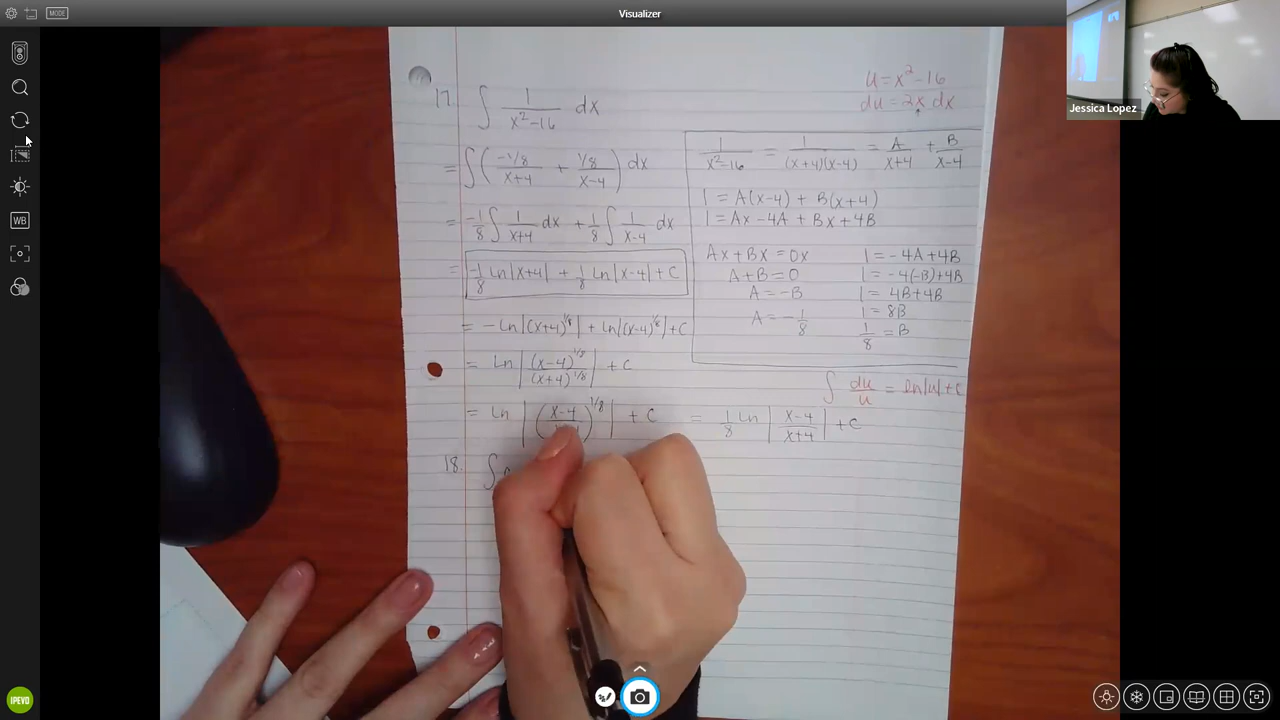 Visualizer
MODE
Jessica Lopez
WB
IPEVO
u = x² - 16
du = 2x dx
17. ∫ 1/(x²-16) dx
= ∫ ( (-1/8)/(x+4) + (1/8)/(x-4) ) dx
= -1/8 ∫ 1/(x+4) dx + 1/8 ∫ 1/(x-4) dx
= -1/8 ln|x+4| + 1/8 ln|x-4| + C
= -ln|(x+4)^(1/8)| + ln|(x-4)^(1/8)| + C
= ln| (x-4)^(1/8) / (x+4)^(1/8) | + C
= ln | ( x-4 )^(1/8) | + C = 1/8 ln | (x-4)/(x+4) | + C
1/(x²-16) = 1/((x+4)(x-4)) = A/(x+4) + B/(x-4)
1 = A(x-4) + B(x+4)
1 = Ax - 4A + Bx + 4B
Ax + Bx = 0x
A + B = 0
A = -B
A = -1/8
1 = -4A + 4B
1 = -4(-B) + 4B
1 = 4B + 4B
1 = 8B
1/8 = B
∫ du/u = ln|u| + C
18. ∫